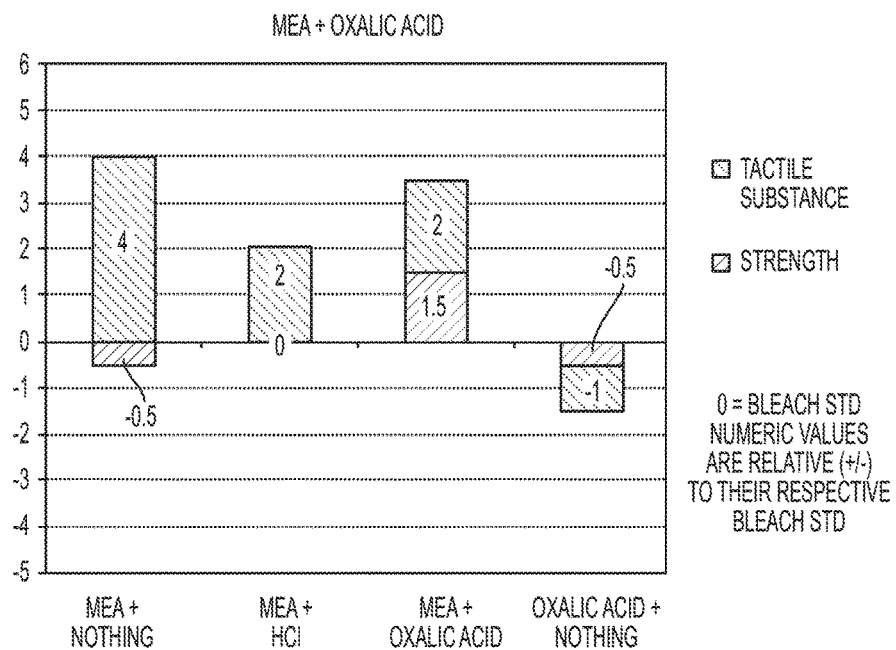 MEA + OXALIC ACID
6
5
4
3
2
1
0
-1
-2
-3
-4
-5
4
-0.5
2
0
2
1.5
-0.5
-1
TACTILE
SUBSTANCE
STRENGTH
0 = BLEACH STD
NUMERIC VALUES
ARE RELATIVE (+/-)
TO THEIR RESPECTIVE
BLEACH STD
MEA +
NOTHING
MEA +
HCl
MEA +
OXALIC ACID
OXALIC ACID +
NOTHING